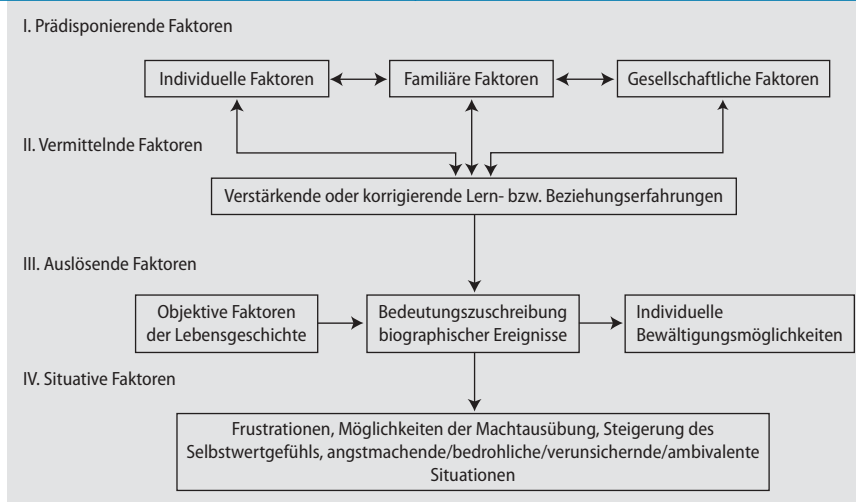 I. Prädisponierende Faktoren
Individuelle Faktoren
Familiäre Faktoren
Gesellschaftliche Faktoren
II. Vermittelnde Faktoren
Verstärkende oder korrigierende Lern- bzw. Beziehungserfahrungen
III. Auslösende Faktoren
Objektive Faktoren
der Lebensgeschichte
Bedeutungszuschreibung
biographischer Ereignisse
Individuelle
Bewältigungsmöglichkeiten
IV. Situative Faktoren
Frustrationen, Möglichkeiten der Machtausübung, Steigerung des
Selbstwertgefühls, angstmachende/bedrohliche/verunsichernde/ambivalente
Situationen